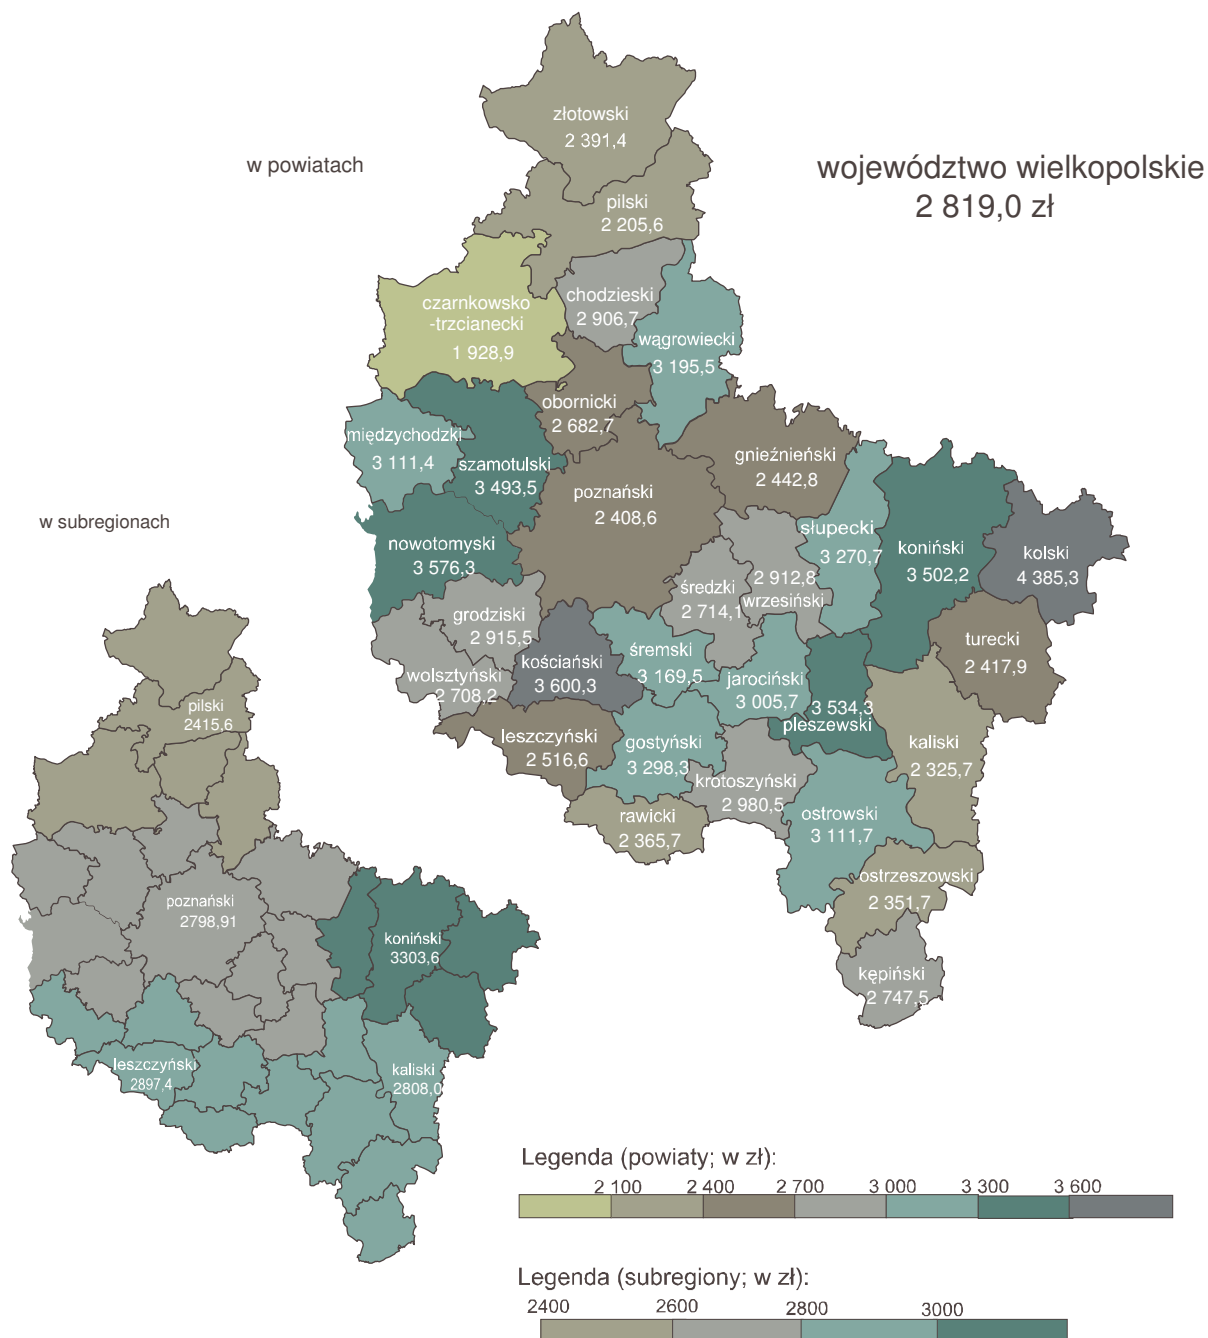 województwo wielkopolskie
2 819,0 zł
w powiatach
złotowski
2 391,4
pilski
2 205,6
czarnkowsko
-trzcianecki
1 928,9
chodzieski
2 906,7
wągrowiecki
3 195,5
obornicki
2 682,7
międzychodzki
3 111,4
szamotulski
3 493,5
poznański
2 408,6
gnieźnieński
2 442,8
słupecki
3 270,7
koniński
3 502,2
kolski
4 385,3
nowotomyski
3 576,3
średzki
2 714,1
2 912,8
wrzesiński
grodziski
2 915,5
wolsztyński
2 708,2
kościański
3 600,3
śremski
3 169,5
jarociński
3 005,7
3 534,3
pleszewski
turecki
2 417,9
leszczyński
2 516,6
gostyński
3 298,3
krotoszyński
2 980,5
kaliski
2 325,7
rawicki
2 365,7
ostrowski
3 111,7
ostrzeszowski
2 351,7
kępiński
2 747,5
w subregionach
pilski
2415,6
poznański
2798,91
koniński
3303,6
leszczyński
2897,4
kaliski
2808,0
Legenda (powiaty; w zł):
2 100 2 400 2 700 3 000 3 300 3 600
Legenda (subregiony; w zł):
2400 2600 2800 3000